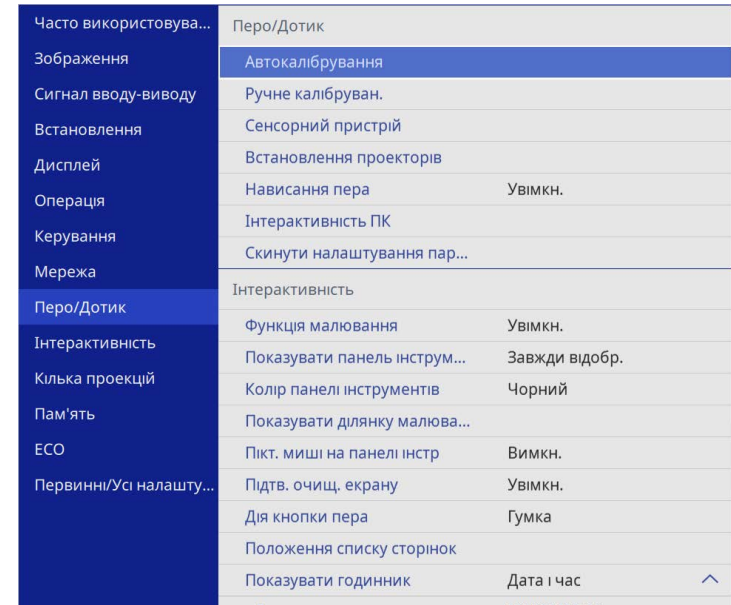 Часто використовува...
Зображення
Сигнал вводу-виводу
Встановлення
Дисплей
Операція
Керування
Мережа
Перо/Дотик
Інтерактивність
Кілька проекцій
Пам'ять
ECO
Первинні/Усі налашту...
Перо/Дотик
Автокалібрування
Ручне калібруван.
Сенсорний пристрій
Встановлення проекторів
Нависання пера Увімкн.
Інтерактивність ПК
Скинути налаштування пар...
Інтерактивність
Функція малювання Увімкн.
Показувати панель інструм... Завжди відобр.
Колір панелі інструментів Чорний
Показувати ділянку малюва...
Пікт. миші на панелі інстр Вимкн.
Підтв. очищ. екрану Увімкн.
Дія кнопки пера Гумка
Положення списку сторінок
Показувати годинник Дата і час